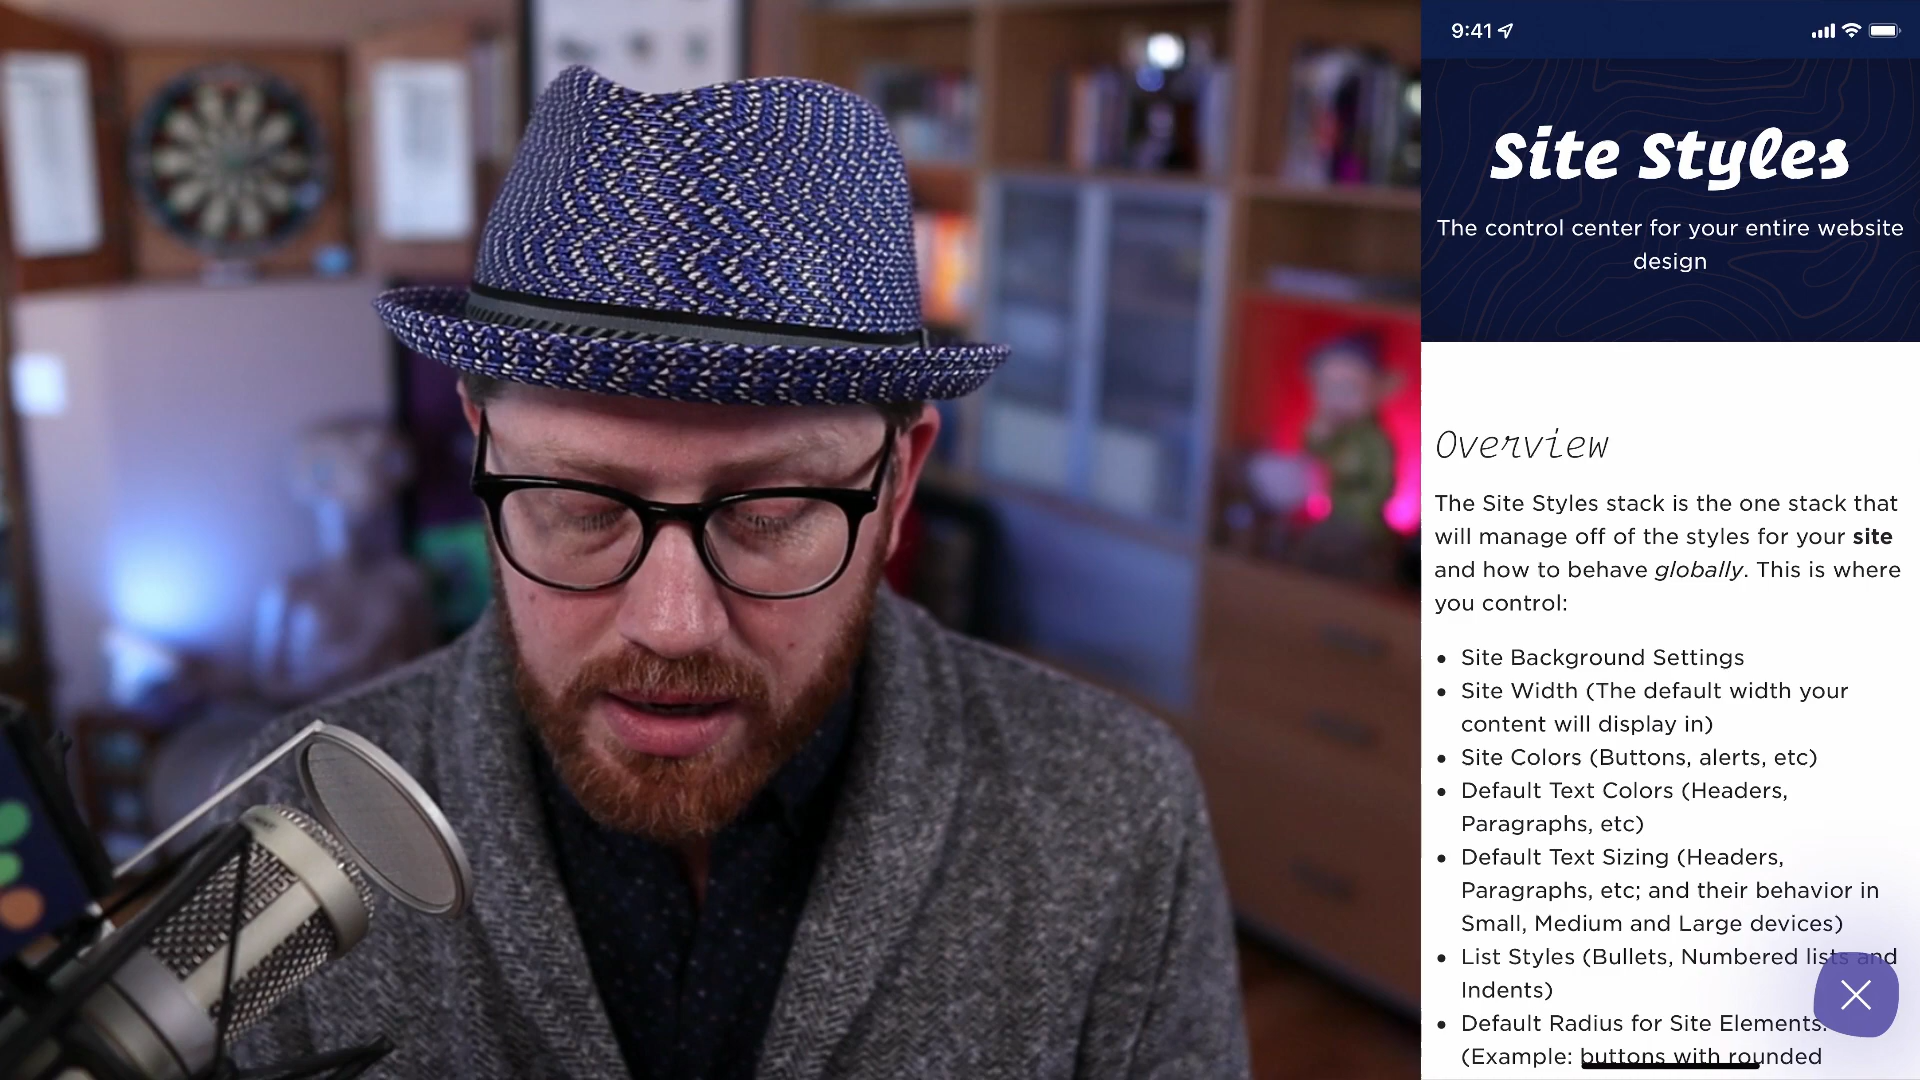 9:41
Site Styles
The control center for your entire website
design
Overview
The Site Styles stack is the one stack that
will manage off of the styles for your site
and how to behave globally. This is where
you control:
• Site Background Settings
• Site Width (The default width your
content will display in)
• Site Colors (Buttons, alerts, etc)
• Default Text Colors (Headers,
Paragraphs, etc)
• Default Text Sizing (Headers,
Paragraphs, etc; and their behavior in
Small, Medium and Large devices)
• List Styles (Bullets, Numbered lists and
Indents)
• Default Radius for Site Elements.
(Example: buttons with rounded